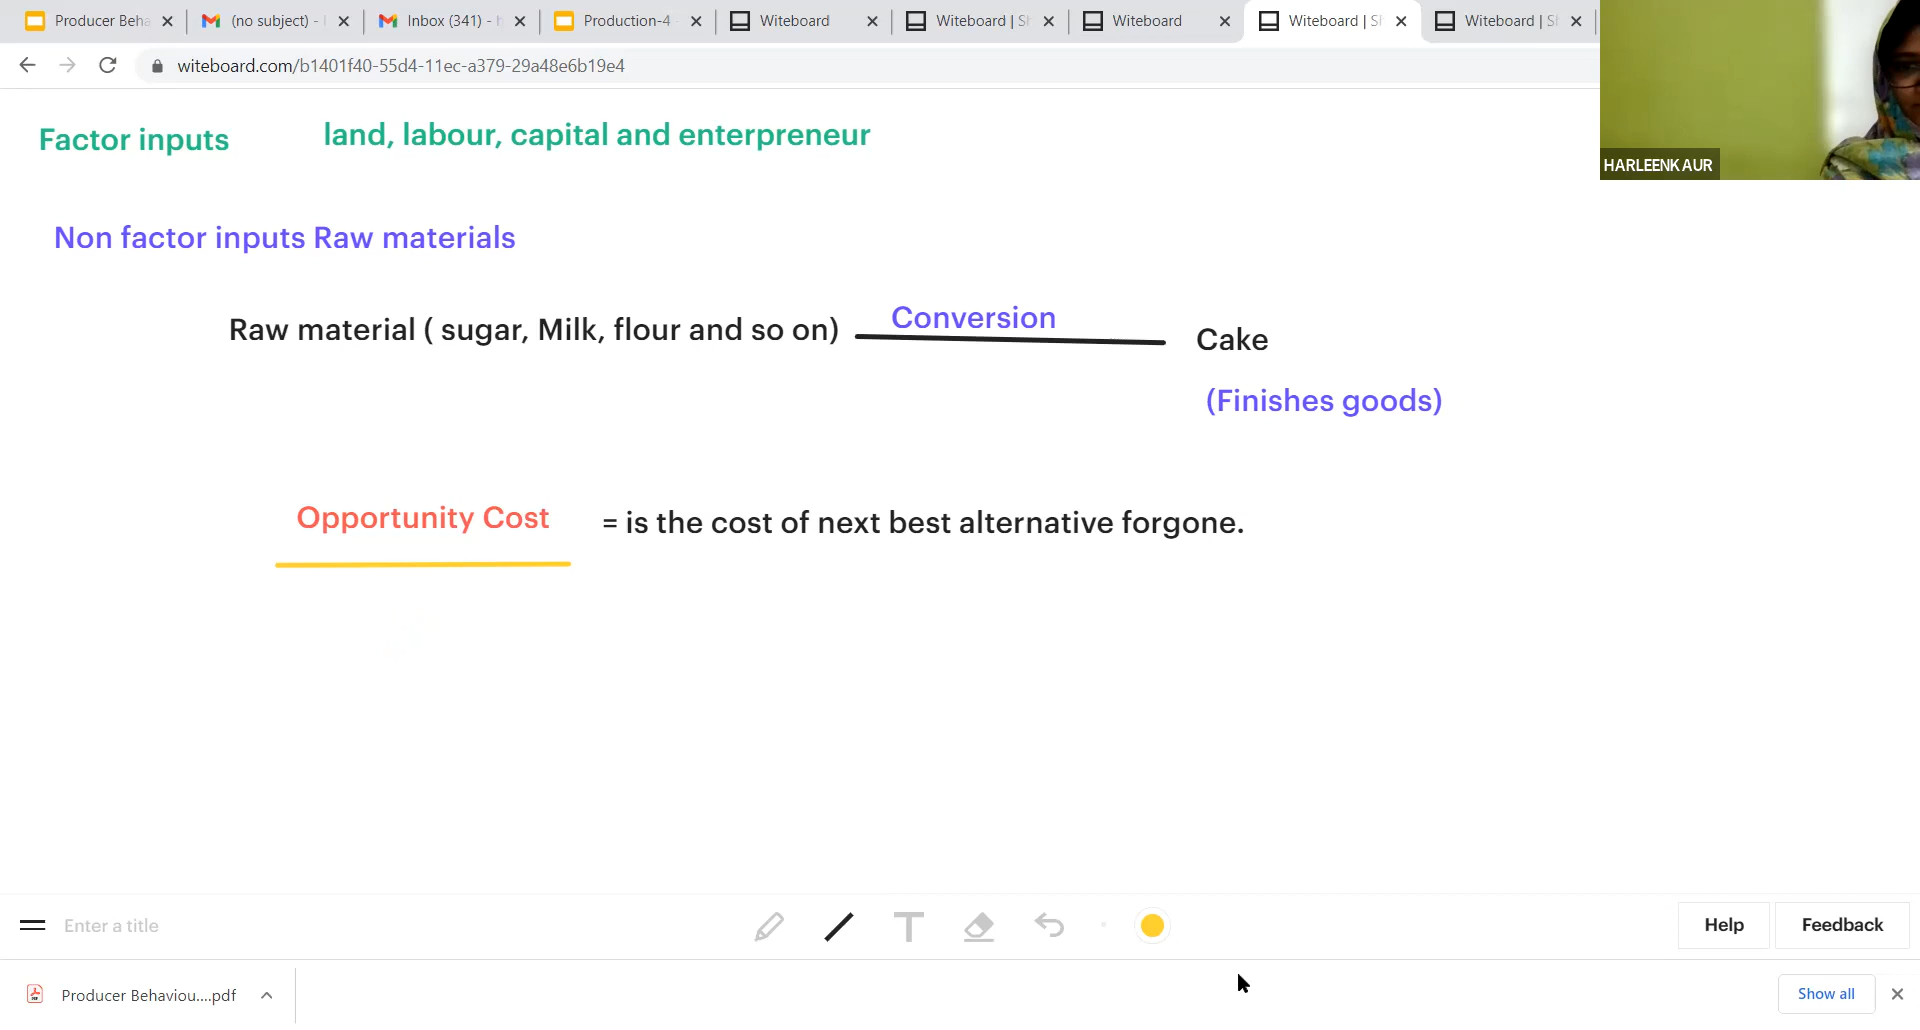 Producer Beha
(no subject) -
Inbox (341) -
Production-4
Witeboard
Witeboard | Sh
Witeboard
Witeboard | Sh
Witeboard | Sh
witeboard.com/b1401f40-55d4-11ec-a379-29a48e6b19e4
HARLEENKAUR
Factor inputs land, labour, capital and enterpreneur
Non factor inputs Raw materials
Raw material ( sugar, Milk, flour and so on) Conversion Cake
(Finishes goods)
Opportunity Cost = is the cost of next best alternative forgone.
Enter a title
T
Help
Feedback
Producer Behaviou....pdf
Show all